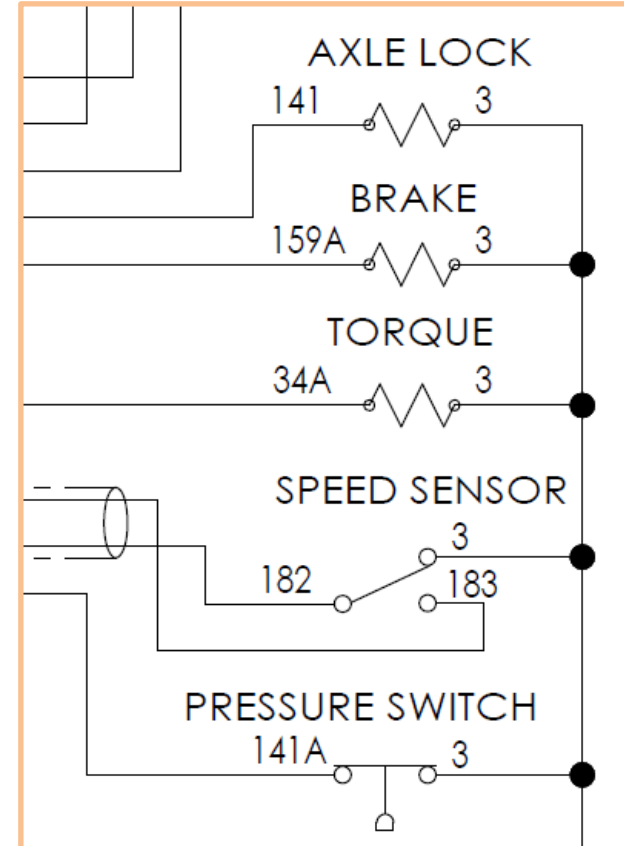 AXLE LOCK
141 3
BRAKE
159A 3
TORQUE
34A 3
SPEED SENSOR
3
182 183
PRESSURE SWITCH
141A 3